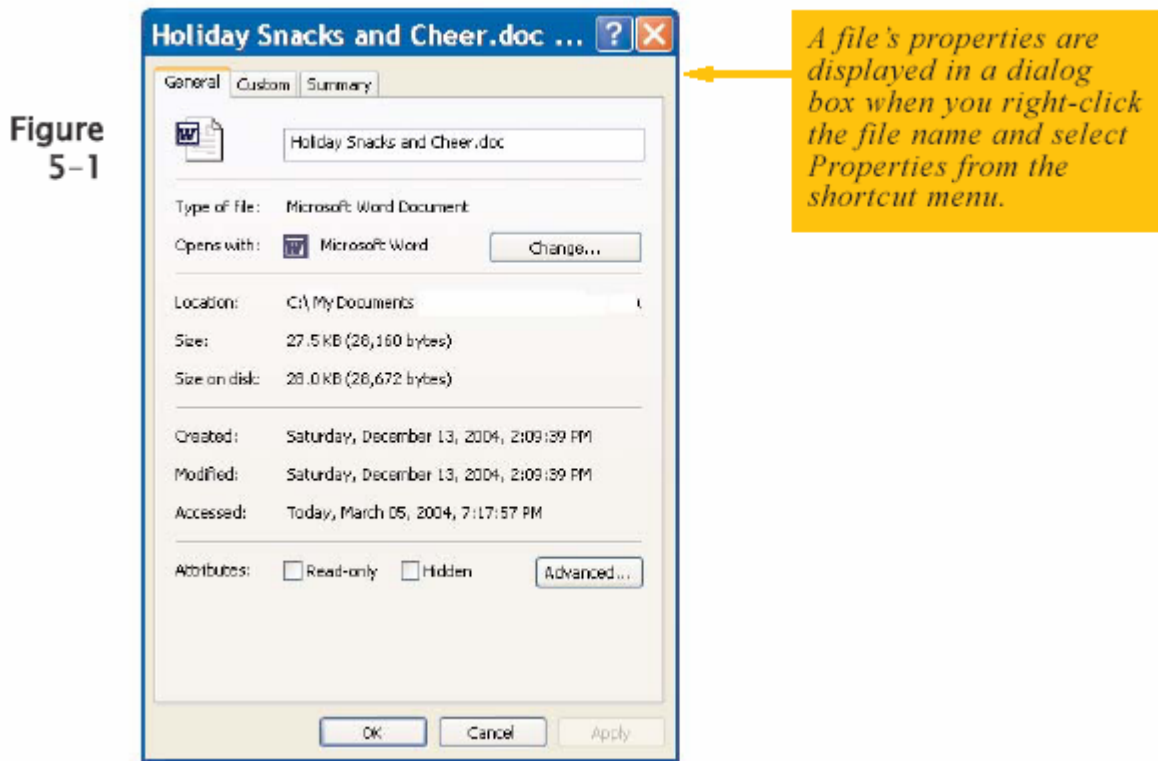 Holiday Snacks and Cheer.doc ... ?
General Custom Summary
Figure
5-1
Holiday Snacks and Cheer.doc
Type of file: Microsoft Word Document
Opens with: Microsoft Word Change...
Location: C:\ My Documents
Size: 27.5 KB (28,160 bytes)
Size on disk: 28.0 KB (28,672 bytes)
Created: Saturday, December 13, 2004, 2:09:39 PM
Modified: Saturday, December 13, 2004, 2:09:39 PM
Accessed: Today, March 05, 2004, 7:17:57 PM
Attributes: Read-only Hidden Advanced...
OK Cancel Apply
A file's properties are
displayed in a dialog
box when you right-click
the file name and select
Properties from the
shortcut menu.